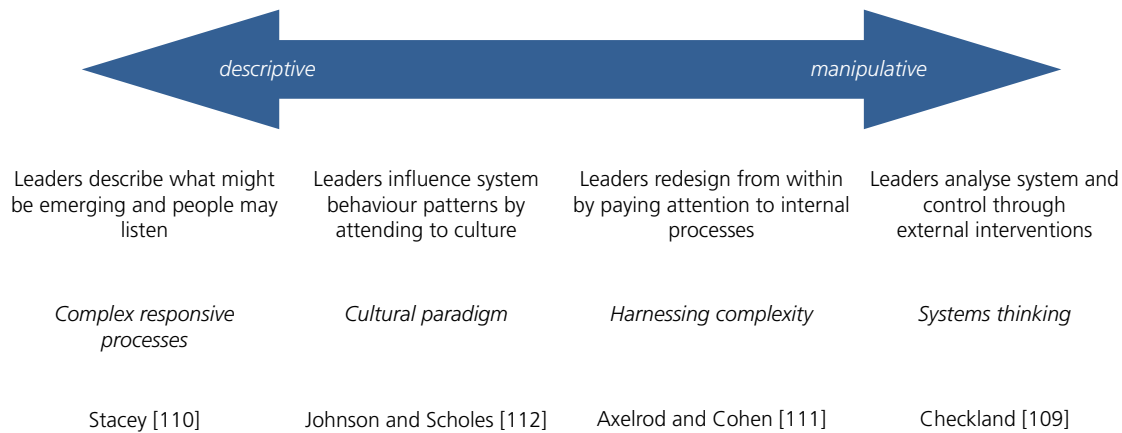 descriptive
manipulative
Leaders describe what might
be emerging and people may
listen
Leaders influence system
behaviour patterns by
attending to culture
Leaders redesign from within
by paying attention to internal
processes
Leaders analyse system and
control through
external interventions
Complex responsive
processes
Cultural paradigm
Harnessing complexity
Systems thinking
Stacey [110]
Johnson and Scholes [112]
Axelrod and Cohen [111]
Checkland [109]